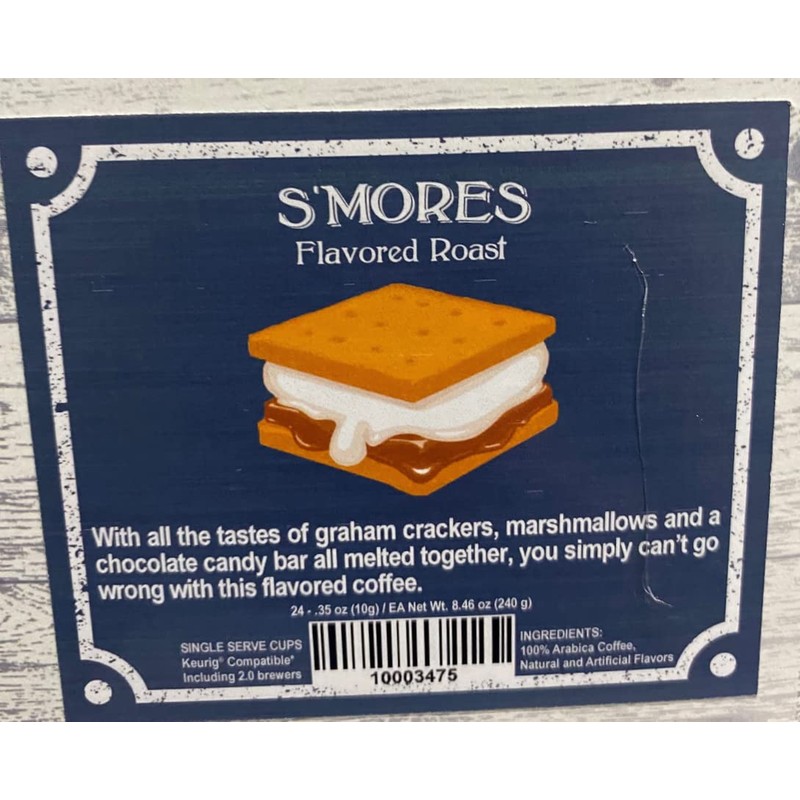 S'MORES
Flavored Roast
With all the tastes of graham crackers, marshmallows and a
chocolate candy bar all melted together, you simply can't go
wrong with this flavored coffee.
24 - .35 oz (10g) / EA Net Wt. 8.46 oz (240 g)
SINGLE SERVE CUPS
Keurig® Compatible*
Including 2.0 brewers
10003475
INGREDIENTS:
100% Arabica Coffee,
Natural and Artificial Flavors